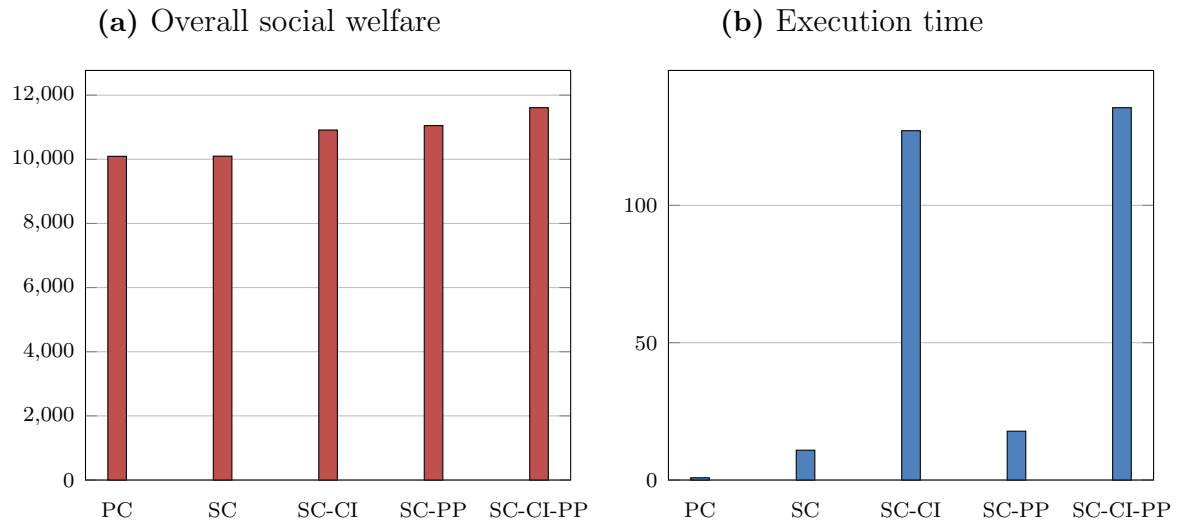 (a) Overall social welfare
12,000
10,000
8,000
6,000
4,000
2,000
0
PC SC SC-CI SC-PP SC-CI-PP
(b) Execution time
100
50
0
PC SC SC-CI SC-PP SC-CI-PP